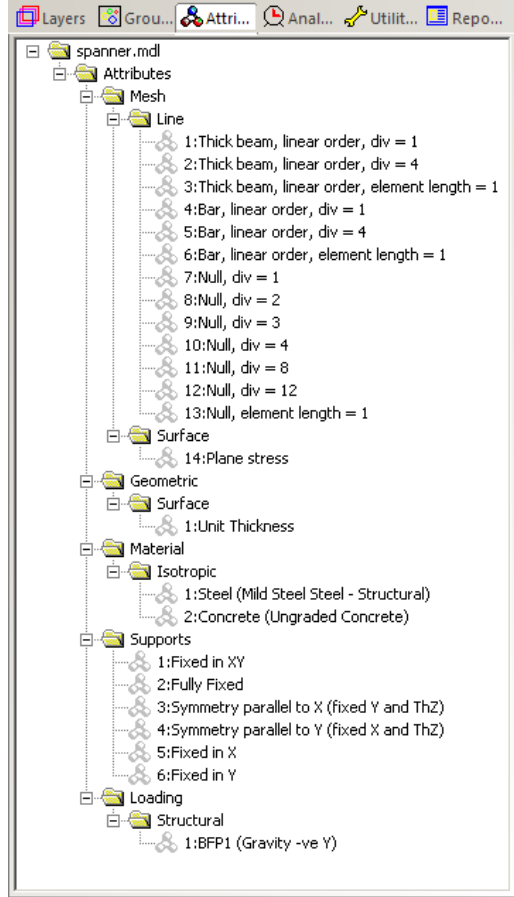 Layers Grou... Attri... Anal... Utilit... Repo...
spanner.mdl
Attributes
Mesh
Line
1:Thick beam, linear order, div = 1
2:Thick beam, linear order, div = 4
3:Thick beam, linear order, element length = 1
4:Bar, linear order, div = 1
5:Bar, linear order, div = 4
6:Bar, linear order, element length = 1
7:Null, div = 1
8:Null, div = 2
9:Null, div = 3
10:Null, div = 4
11:Null, div = 8
12:Null, div = 12
13:Null, element length = 1
Surface
14:Plane stress
Geometric
Surface
1:Unit Thickness
Material
Isotropic
1:Steel (Mild Steel Steel - Structural)
2:Concrete (Ungraded Concrete)
Supports
1:Fixed in XY
2:Fully Fixed
3:Symmetry parallel to X (fixed Y and ThZ)
4:Symmetry parallel to Y (fixed X and ThZ)
5:Fixed in X
6:Fixed in Y
Loading
Structural
1:BFP1 (Gravity -ve Y)